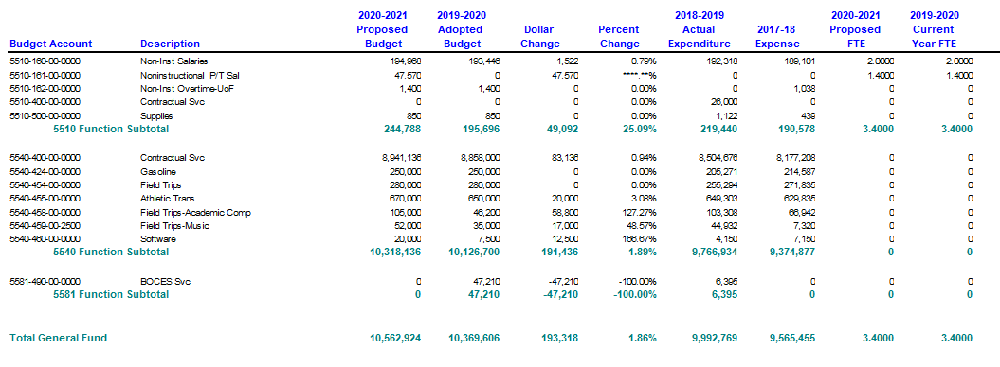 2020-2021 2019-2020 2018-2019 2020-2021 2019-2020
Proposed Adopted Dollar Percent Actual 2017-18 Proposed Current
Budget Account Description Budget Budget Change Change Expenditure Expense FTE Year FTE
5510-160-00-0000 Non-Inst Salaries 194,968 193,446 1,522 0.79% 192,318 189,101 2.0000 2.0000
5510-161-00-0000 Noninstructional P/T Sal 47,570 0 47,570 ****.**% 0 0 1.4000 1.4000
5510-162-00-0000 Non-Inst Overtime-UoF 1,400 1,400 0 0.00% 0 1,038 0 0
5510-400-00-0000 Contractual Svc 0 0 0 0.00% 26,000 0 0 0
5510-500-00-0000 Supplies 850 850 0 0.00% 1,122 439 0 0
5510 Function Subtotal 244,788 195,696 49,092 25.09% 219,440 190,578 3.4000 3.4000
5540-400-00-0000 Contractual Svc 8,941,136 8,858,000 83,136 0.94% 8,504,676 8,177,208 0 0
5540-424-00-0000 Gasoline 250,000 250,000 0 0.00% 205,271 214,587 0 0
5540-454-00-0000 Field Trips 280,000 280,000 0 0.00% 255,294 271,835 0 0
5540-455-00-0000 Athletic Trans 670,000 650,000 20,000 3.08% 649,303 629,835 0 0
5540-458-00-0000 Field Trips-Academic Comp 105,000 46,200 58,800 127.27% 103,308 66,942 0 0
5540-459-00-2500 Field Trips-Music 52,000 35,000 17,000 48.57% 44,932 7,320 0 0
5540-460-00-0000 Software 20,000 7,500 12,500 166.67% 4,150 7,150 0 0
5540 Function Subtotal 10,318,136 10,126,700 191,436 1.89% 9,766,934 9,374,877 0 0
5581-490-00-0000 BOCES Svc 0 47,210 -47,210 -100.00% 6,395 0 0 0
5581 Function Subtotal 0 47,210 -47,210 -100.00% 6,395 0 0 0
Total General Fund 10,562,924 10,369,606 193,318 1.86% 9,992,769 9,565,455 3.4000 3.4000